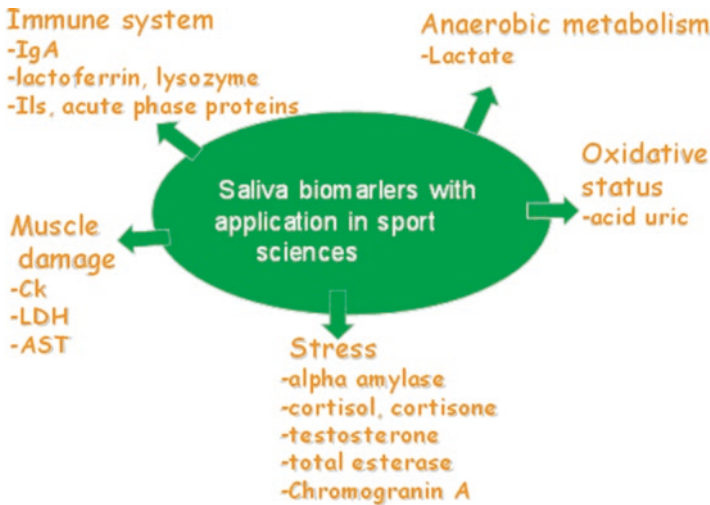 Immune system
-IgA
-lactoferrin, lysozyme
-Ils, acute phase proteins
Anaerobic metabolism
-Lactate
Oxidative
status
-acid uric
Saliva biomarlers with
application in sport
sciences
Muscle
damage
-Ck
-LDH
-AST
Stress
-alpha amylase
-cortisol, cortisone
-testosterone
-total esterase
-Chromogranin A